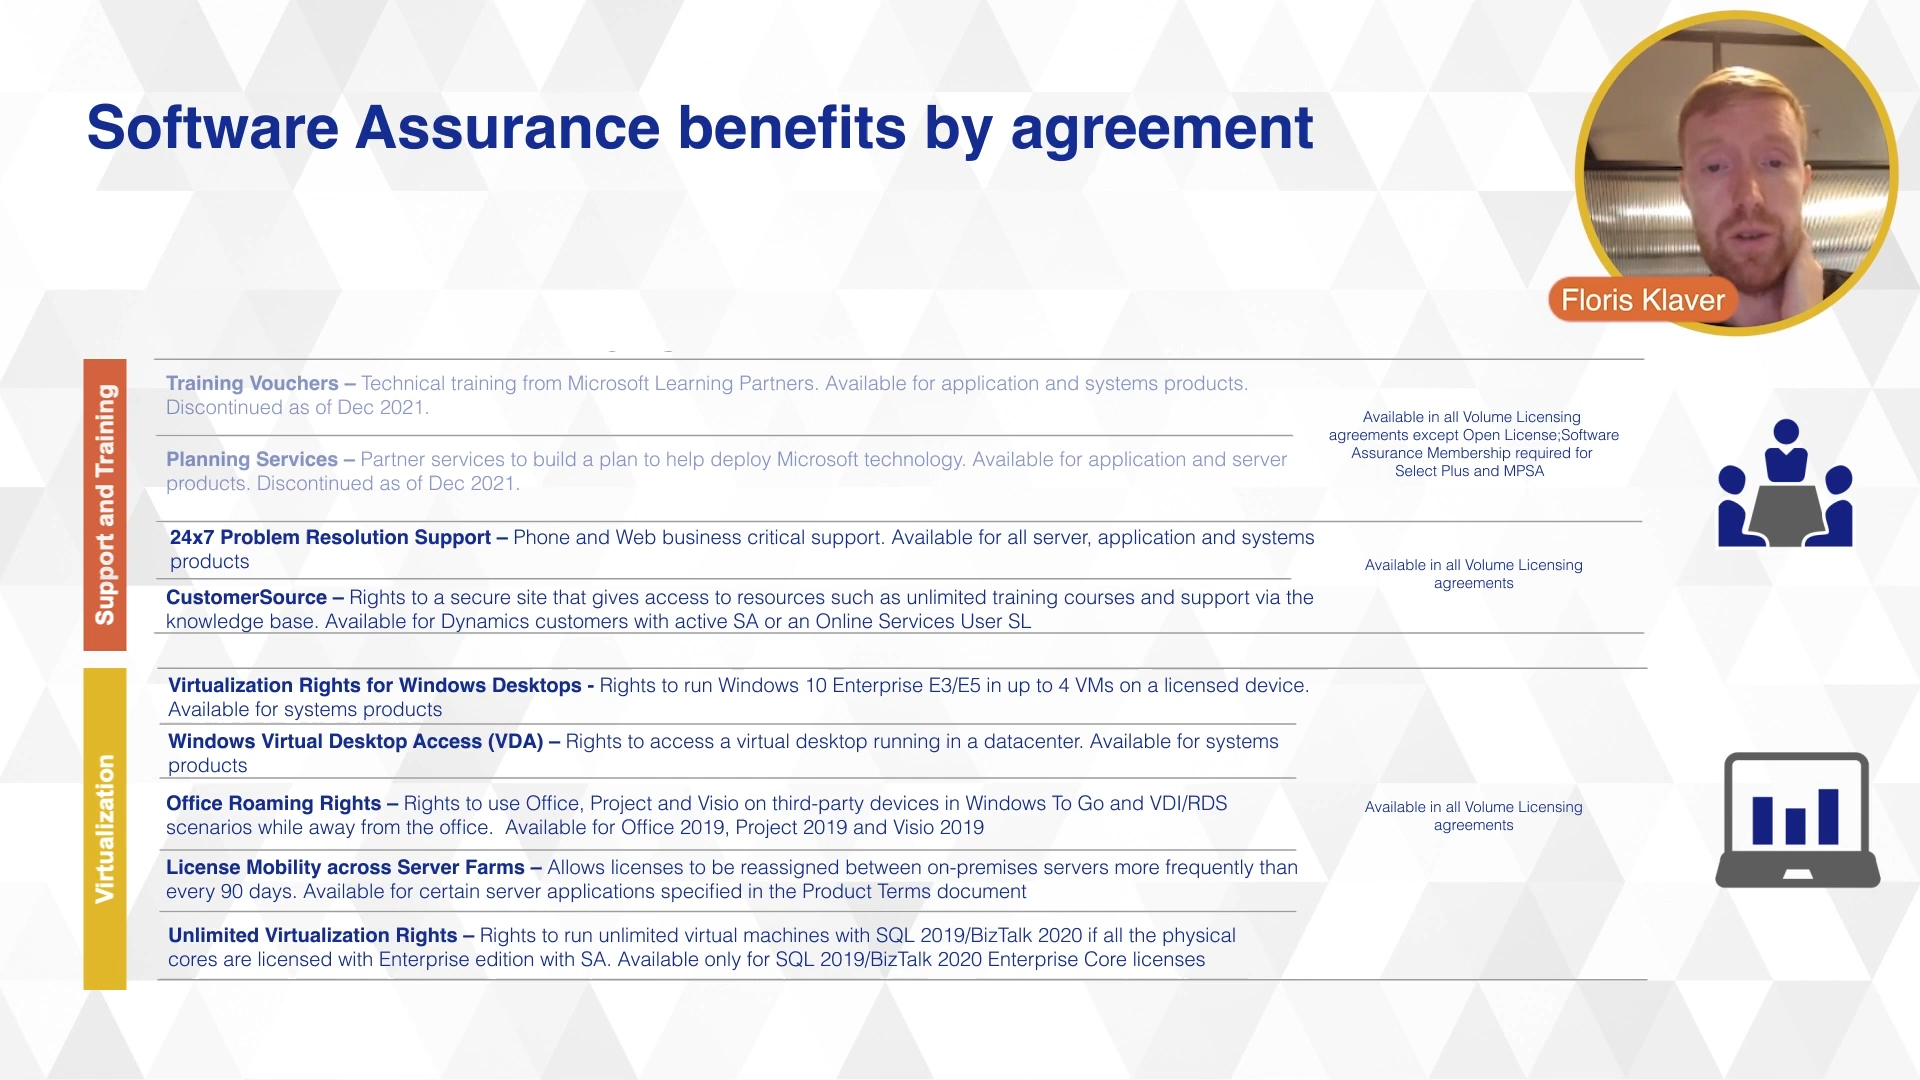 Software Assurance benefits by agreement
Floris Klaver
Support and Training
Training Vouchers – Technical training from Microsoft Learning Partners. Available for application and systems products.
Discontinued as of Dec 2021.
Planning Services – Partner services to build a plan to help deploy Microsoft technology. Available for application and server
products. Discontinued as of Dec 2021.
Available in all Volume Licensing
agreements except Open License;Software
Assurance Membership required for
Select Plus and MPSA
24x7 Problem Resolution Support – Phone and Web business critical support. Available for all server, application and systems
products
CustomerSource – Rights to a secure site that gives access to resources such as unlimited training courses and support via the
knowledge base. Available for Dynamics customers with active SA or an Online Services User SL
Available in all Volume Licensing
agreements
Virtualization
Virtualization Rights for Windows Desktops - Rights to run Windows 10 Enterprise E3/E5 in up to 4 VMs on a licensed device.
Available for systems products
Windows Virtual Desktop Access (VDA) – Rights to access a virtual desktop running in a datacenter. Available for systems
products
Office Roaming Rights – Rights to use Office, Project and Visio on third-party devices in Windows To Go and VDI/RDS
scenarios while away from the office.  Available for Office 2019, Project 2019 and Visio 2019
License Mobility across Server Farms – Allows licenses to be reassigned between on-premises servers more frequently than
every 90 days. Available for certain server applications specified in the Product Terms document
Unlimited Virtualization Rights – Rights to run unlimited virtual machines with SQL 2019/BizTalk 2020 if all the physical
cores are licensed with Enterprise edition with SA. Available only for SQL 2019/BizTalk 2020 Enterprise Core licenses
Available in all Volume Licensing
agreements